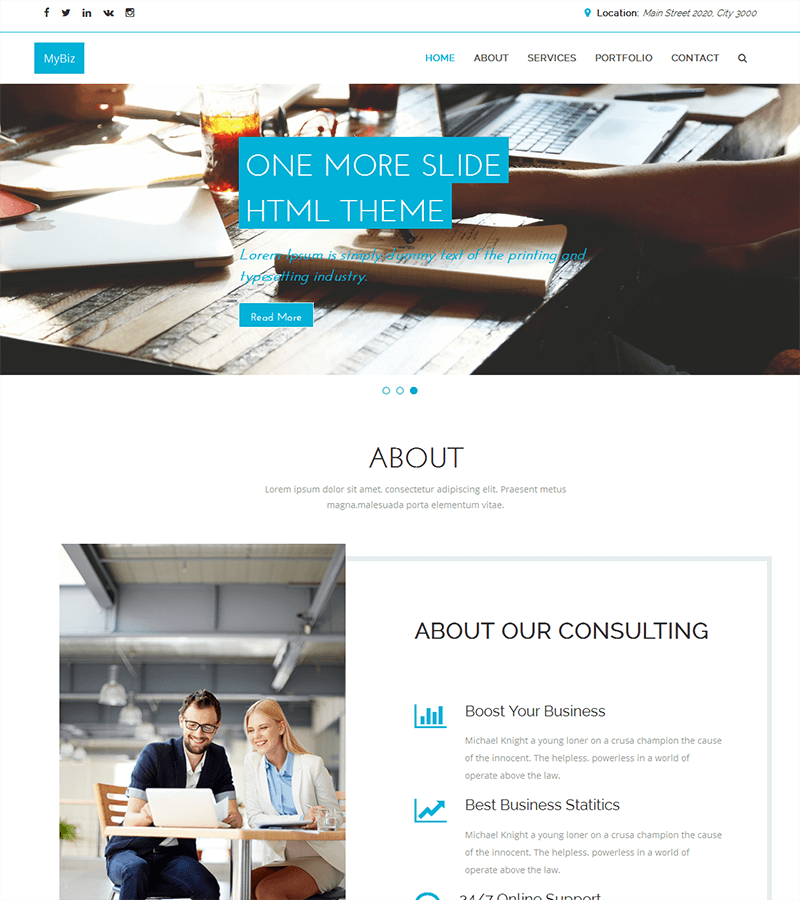 Location: Main Street 2020, City 3000
MyBiz
HOME ABOUT SERVICES PORTFOLIO CONTACT
ONE MORE SLIDE
HTML THEME
Lorem Ipsum is simply dummy text of the printing and
typesetting industry.
Read More
ABOUT
Lorem ipsum dolor sit amet, consectetur adipiscing elit. Praesent metus
magna,malesuada porta elementum vitae.
ABOUT OUR CONSULTING
Boost Your Business
Michael Knight a young loner on a crusa champion the cause
of the innocent. The helpless. powerless in a world of
operate above the law.
Best Business Statitics
Michael Knight a young loner on a crusa champion the cause
of the innocent. The helpless. powerless in a world of
operate above the law.
24/7 Online Support